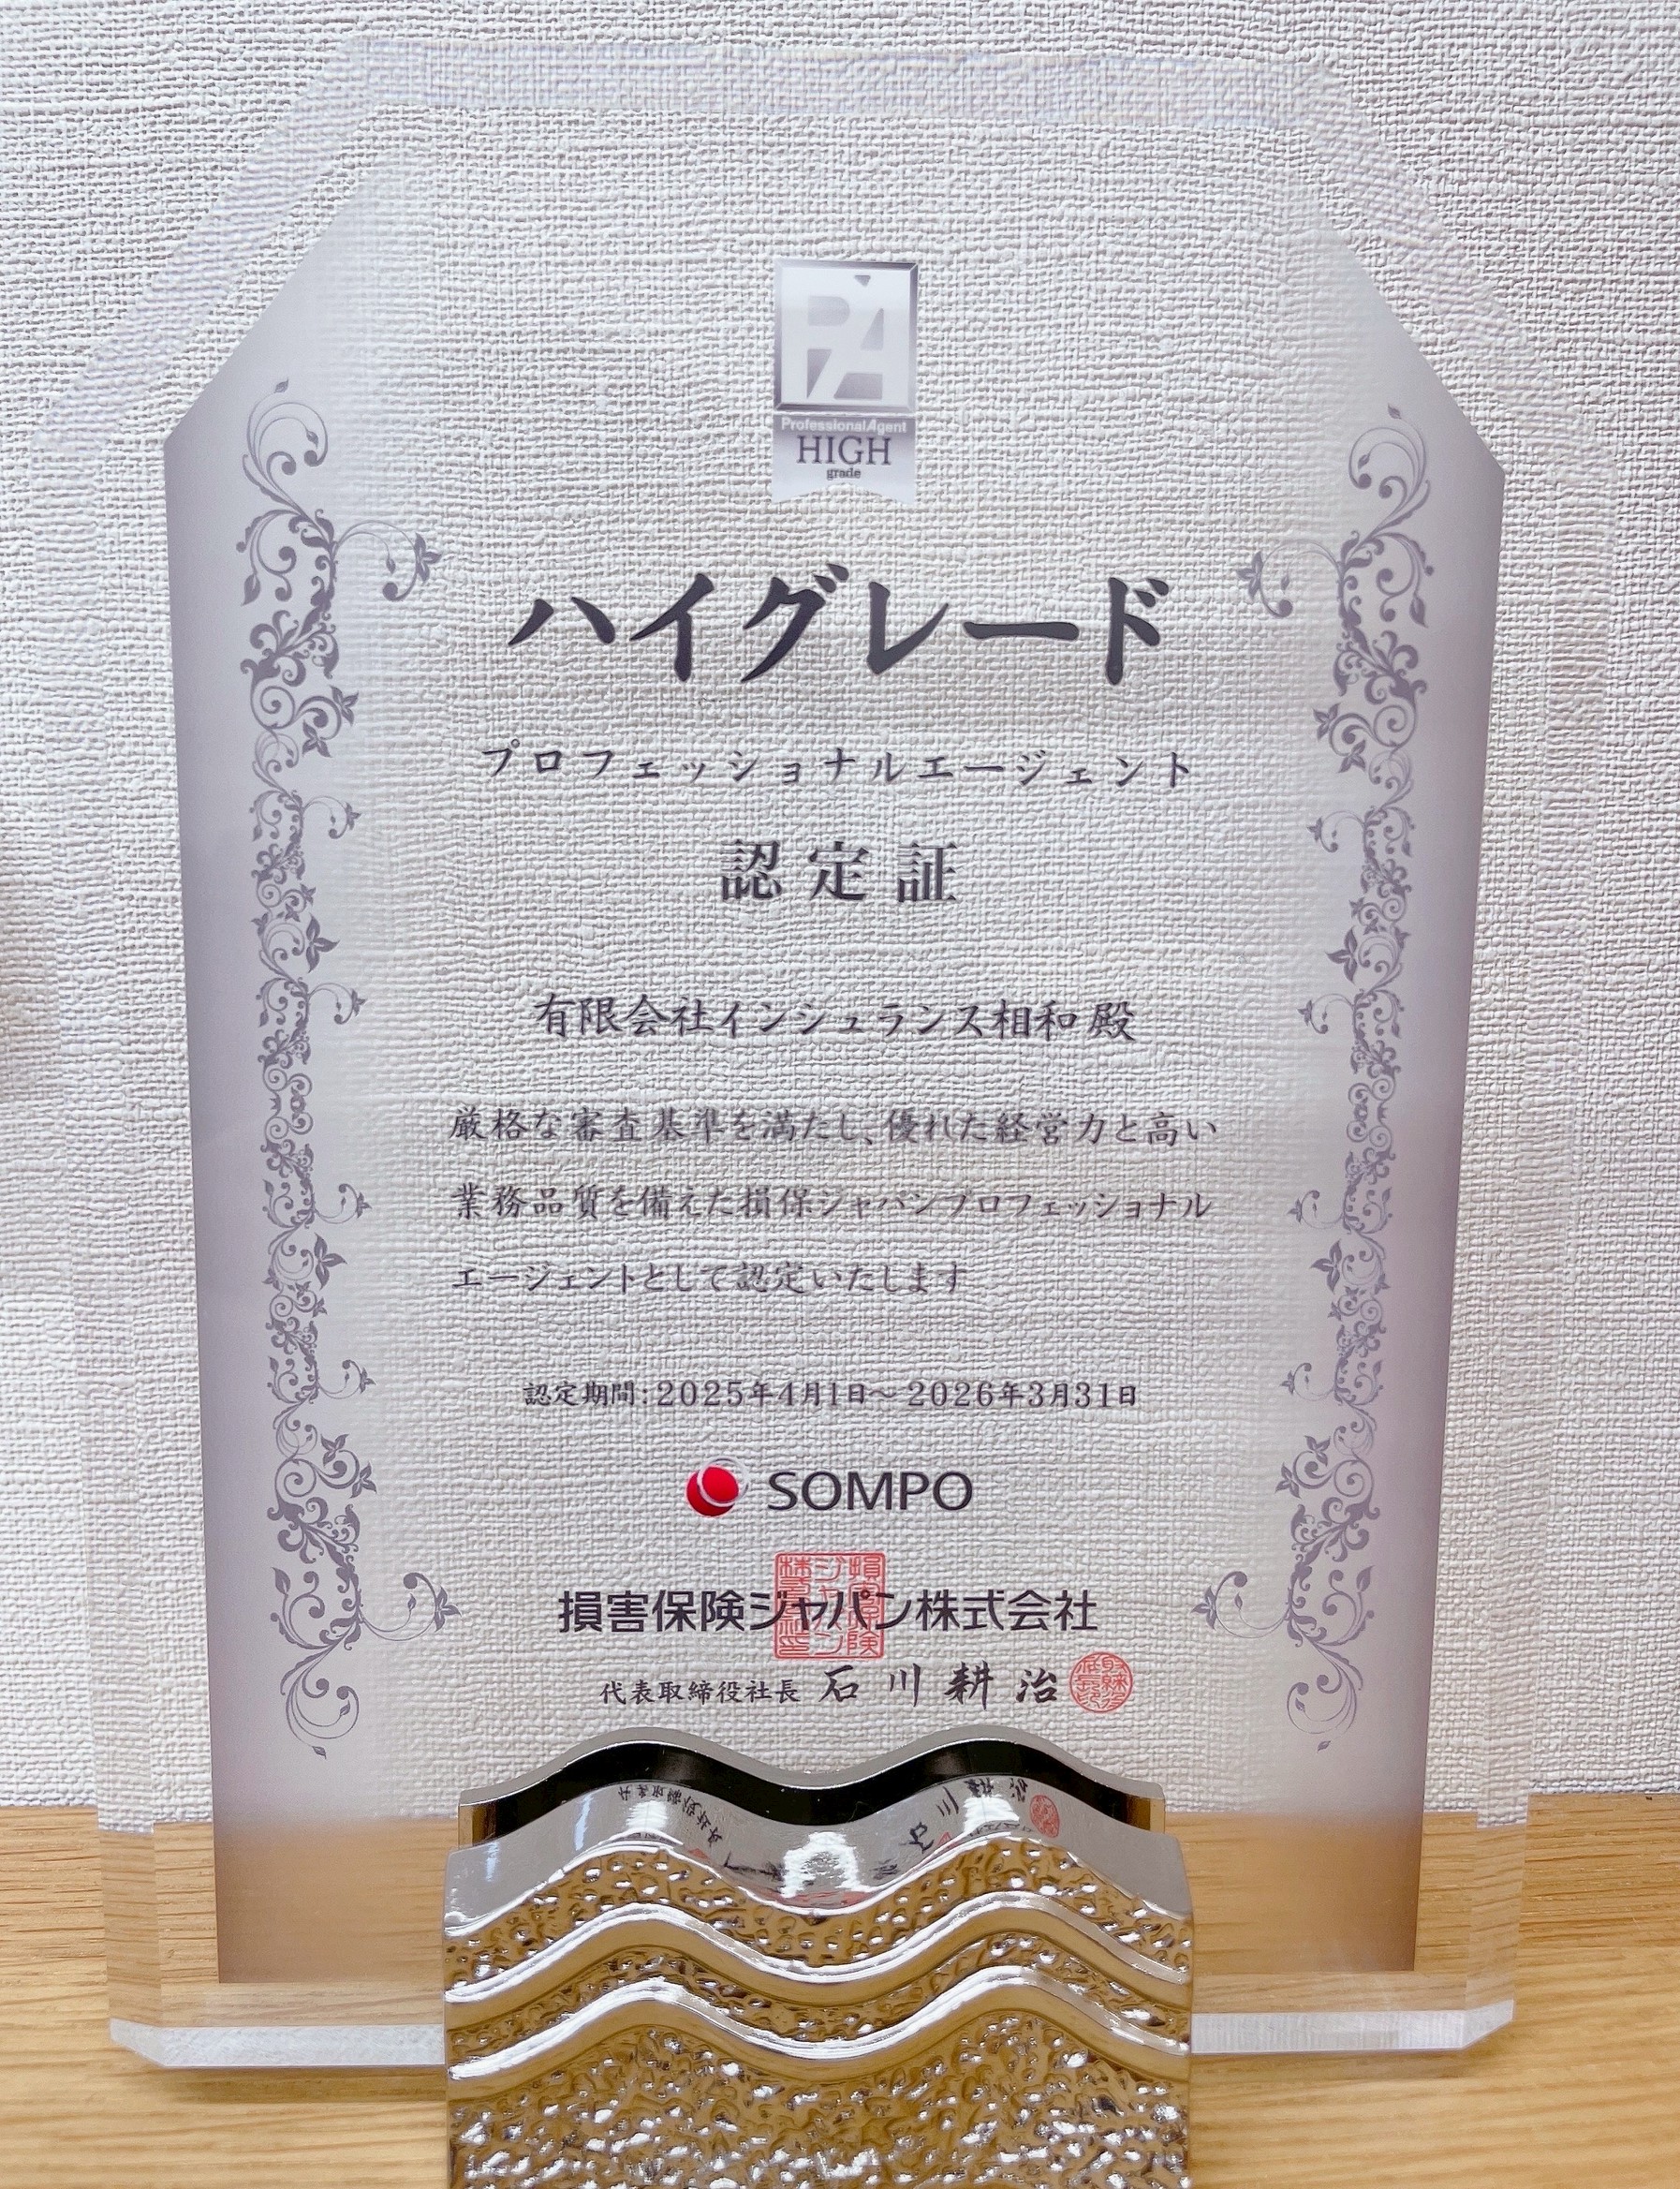 PA
ProfessionalAgent
HIGH
grade
ハイグレード
プロフェッショナルエージェント
認定証
有限会社インシュランス相和 殿
厳格な審査基準を満たし、優れた経営力と高い
業務品質を備えた損保ジャパンプロフェッショナル
エージェントとして認定いたします
認定期間:2025年4月1日～2026年3月31日
SOMPO
損害保険ジャパン株式会社
代表取締役社長 石川耕治